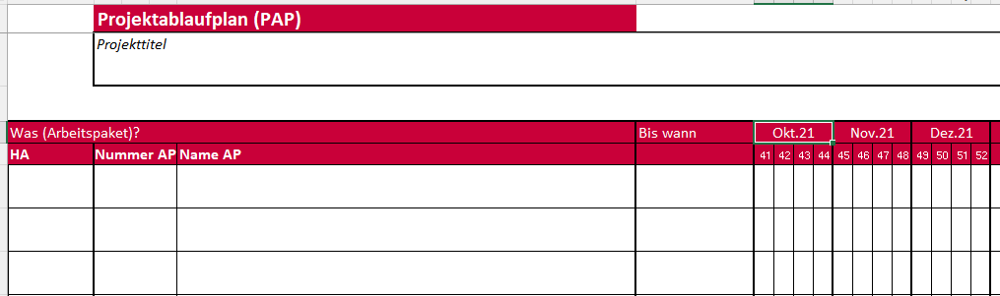 Projektablaufplan (PAP)
Projekttitel
Was (Arbeitspaket)? Bis wann Okt.21 Nov.21 Dez.21
HA Nummer AP Name AP 41 42 43 44 45 46 47 48 49 50 51 52